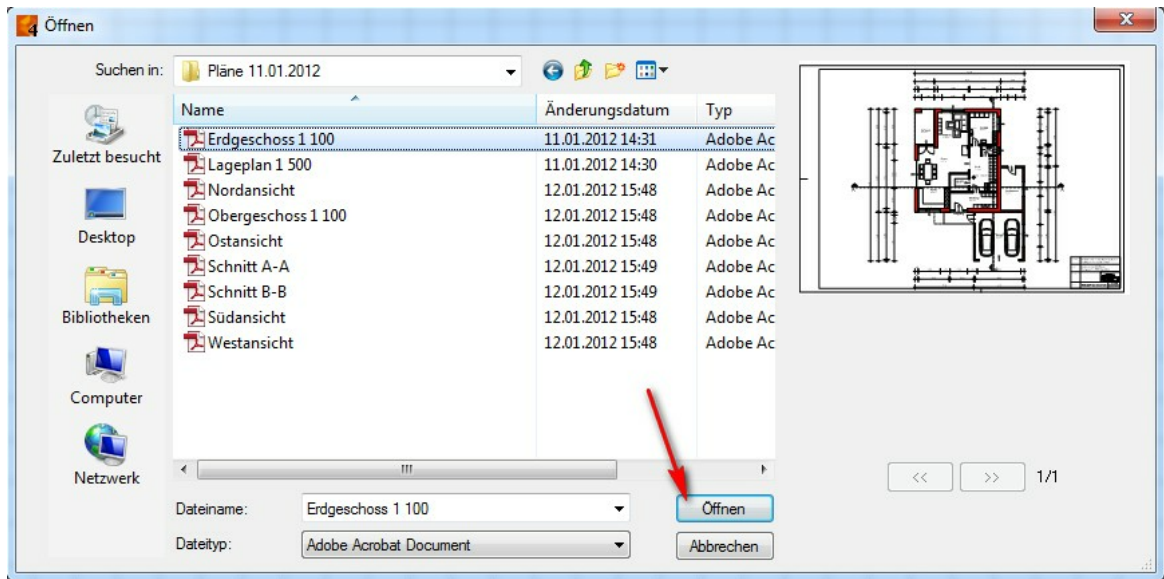 Öffnen
Suchen in: Pläne 11.01.2012
Zuletzt besucht
Desktop
Bibliotheken
Computer
Netzwerk
Name Änderungsdatum Typ
Erdgeschoss 1 100 11.01.2012 14:31 Adobe Ac
Lageplan 1 500 11.01.2012 14:30 Adobe Ac
Nordansicht 12.01.2012 15:48 Adobe Ac
Obergeschoss 1 100 12.01.2012 15:48 Adobe Ac
Ostansicht 12.01.2012 15:48 Adobe Ac
Schnitt A-A 12.01.2012 15:49 Adobe Ac
Schnitt B-B 12.01.2012 15:49 Adobe Ac
Südansicht 12.01.2012 15:48 Adobe Ac
Westansicht 12.01.2012 15:48 Adobe Ac
Dateiname: Erdgeschoss 1 100 Öffnen
Dateityp: Adobe Acrobat Document Abbrechen
<< >> 1/1